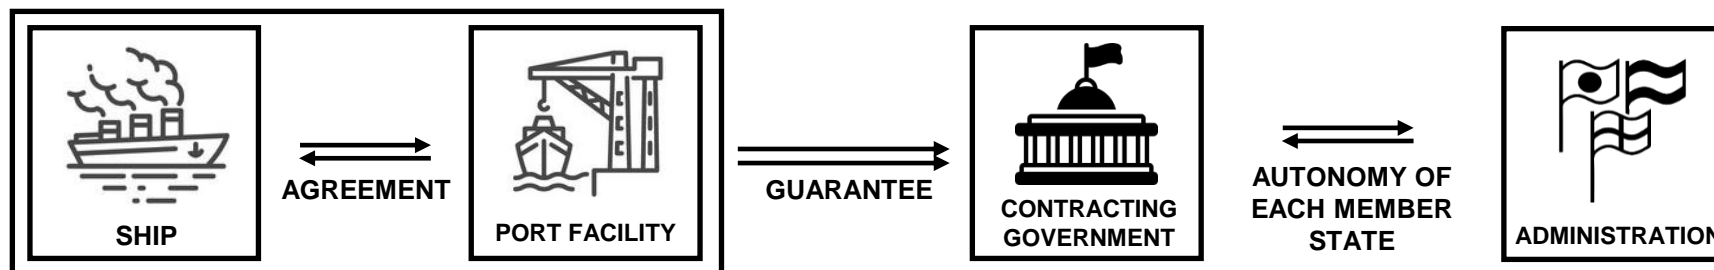 SHIP
AGREEMENT
PORT FACILITY
GUARANTEE
CONTRACTING
GOVERNMENT
AUTONOMY OF
EACH MEMBER
STATE
ADMINISTRATION